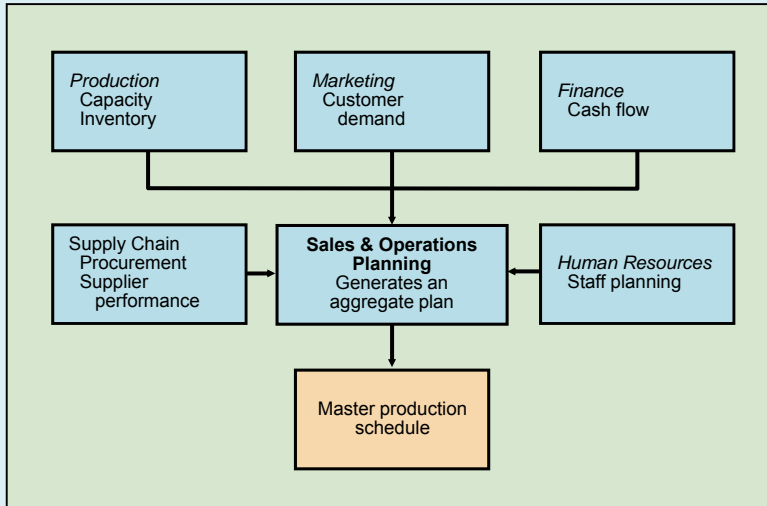 Production
Capacity
Inventory
Marketing
Customer
demand
Finance
Cash flow
Supply Chain
Procurement
Supplier
performance
Sales & Operations
Planning
Generates an
aggregate plan
Human Resources
Staff planning
Master production
schedule